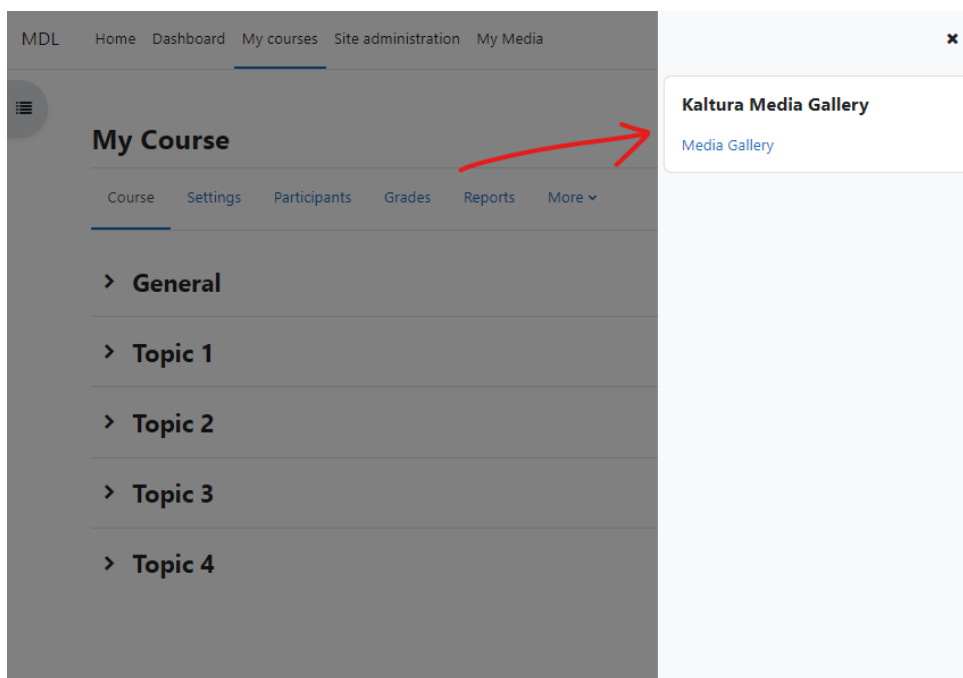 MDL Home Dashboard My courses Site administration My Media
My Course
Course Settings Participants Grades Reports More
General
Topic 1
Topic 2
Topic 3
Topic 4
Kaltura Media Gallery
Media Gallery